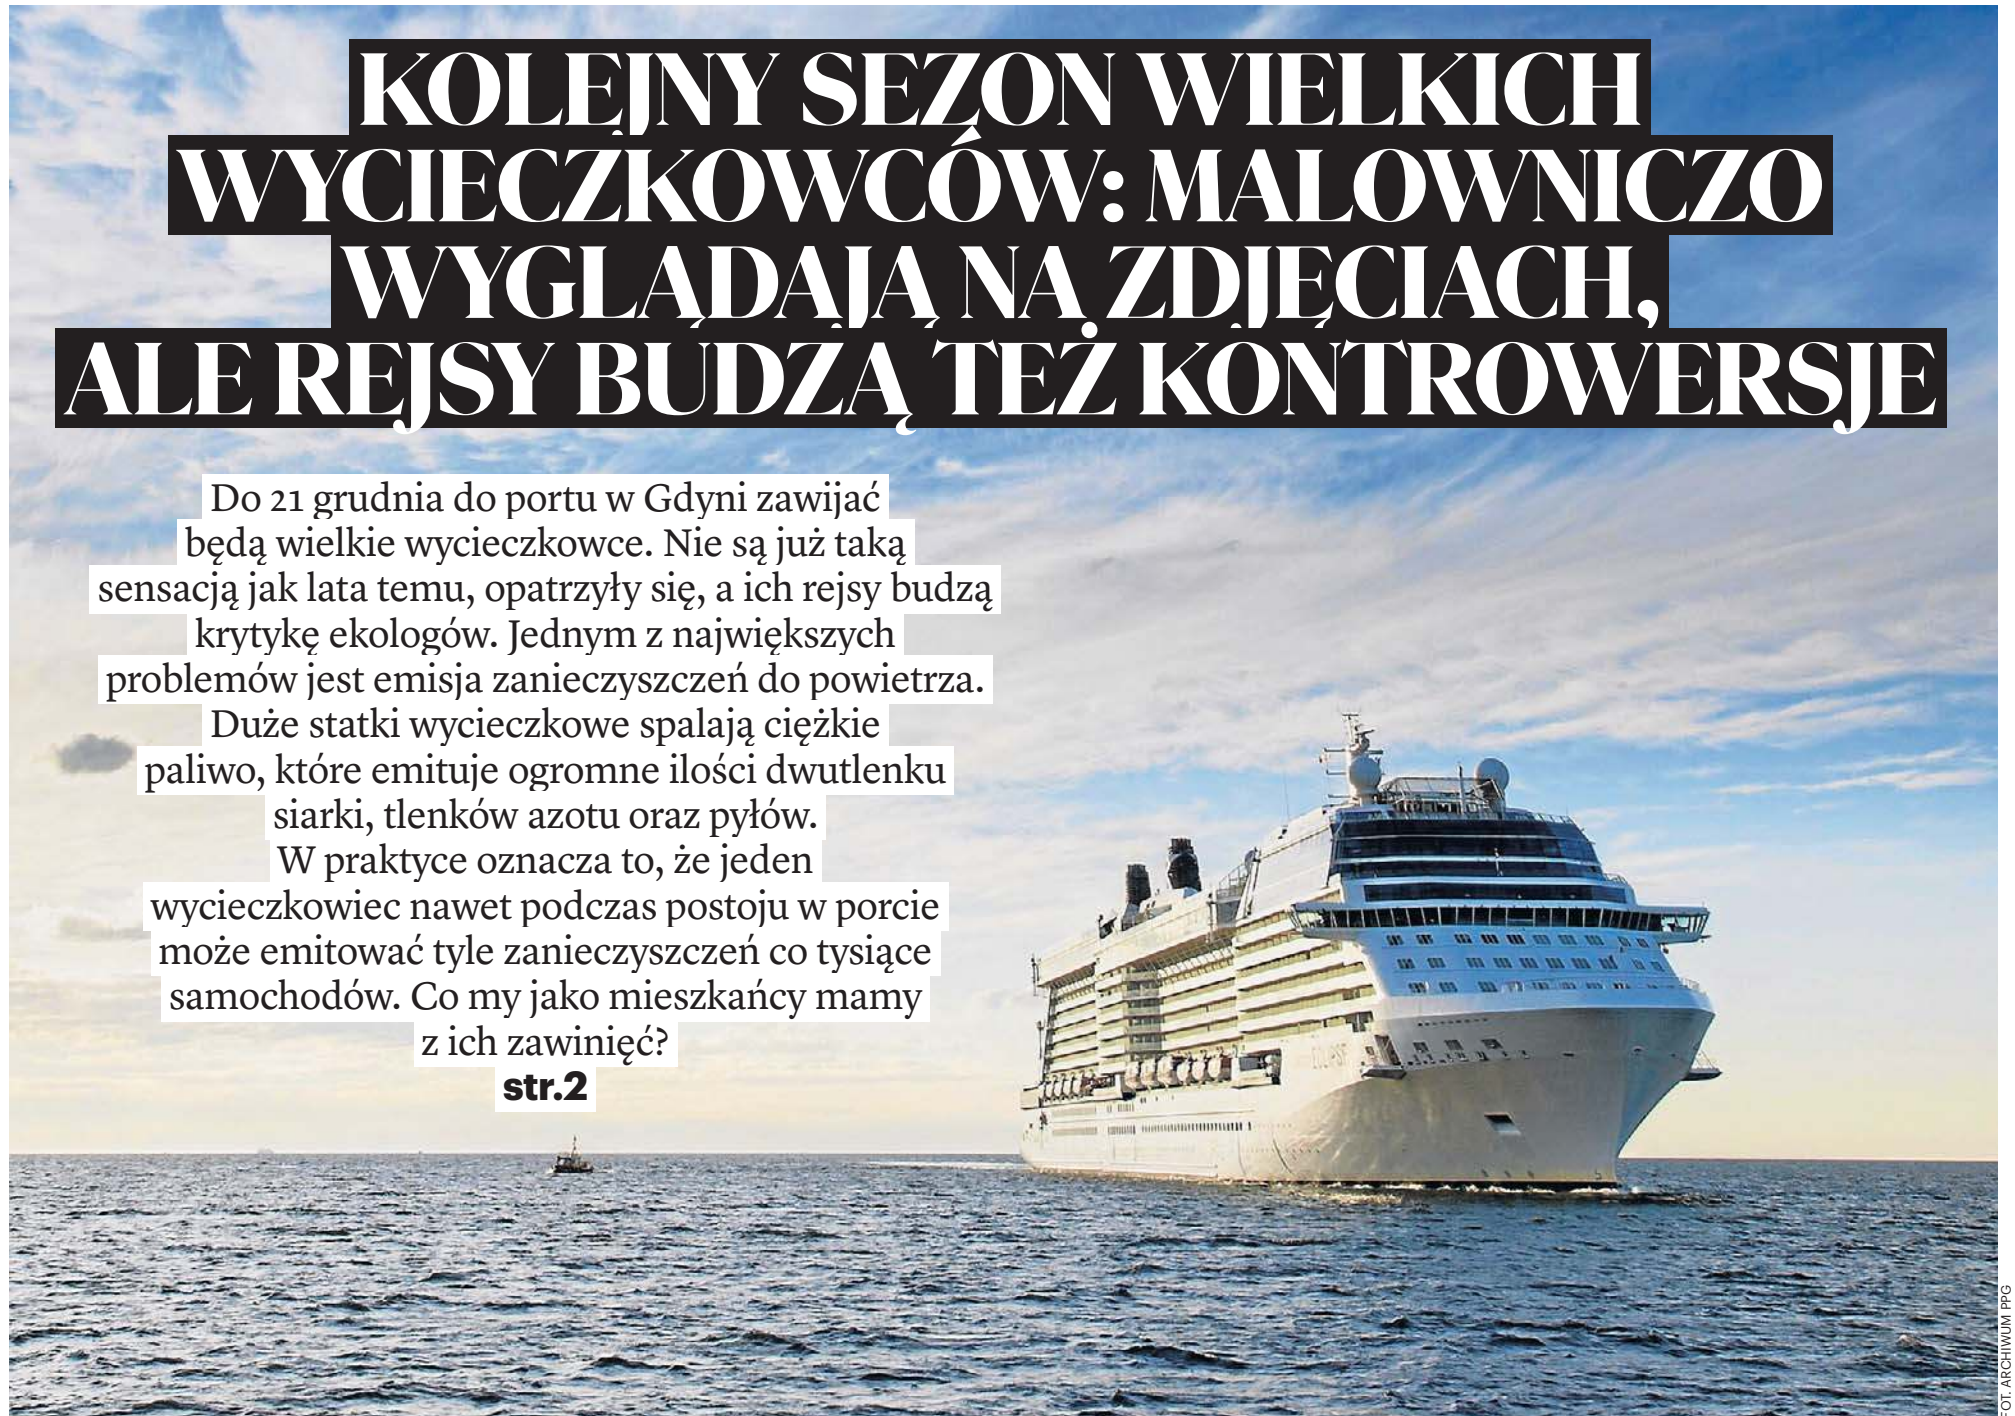 KOLEJNY SEZON WIELKICH
WYCIECZKOWCÓW: MALOWNICZO
WYGLĄDAJĄ NA ZDJĘCIACH,
ALE REJSY BUDZĄ TEŻ KONTROWERSJE
Do 21 grudnia do portu w Gdyni zawijać
będą wielkie wycieczkowce. Nie są już taką
sensacją jak lata temu, opatrzyły się, a ich rejsy budzą
krytykę ekologów. Jednym z największych
problemów jest emisja zanieczyszczeń do powietrza.
Duże statki wycieczkowe spalają ciężkie
paliwo, które emituje ogromne ilości dwutlenku
siarki, tlenków azotu oraz pyłów.
W praktyce oznacza to, że jeden
wycieczkowiec nawet podczas postoju w porcie
może emitować tyle zanieczyszczeń co tysiące
samochodów. Co my jako mieszkańcy mamy
z ich zawinięć?
str.2
ECLIPSE
FOT. ARCHIWUM PPG